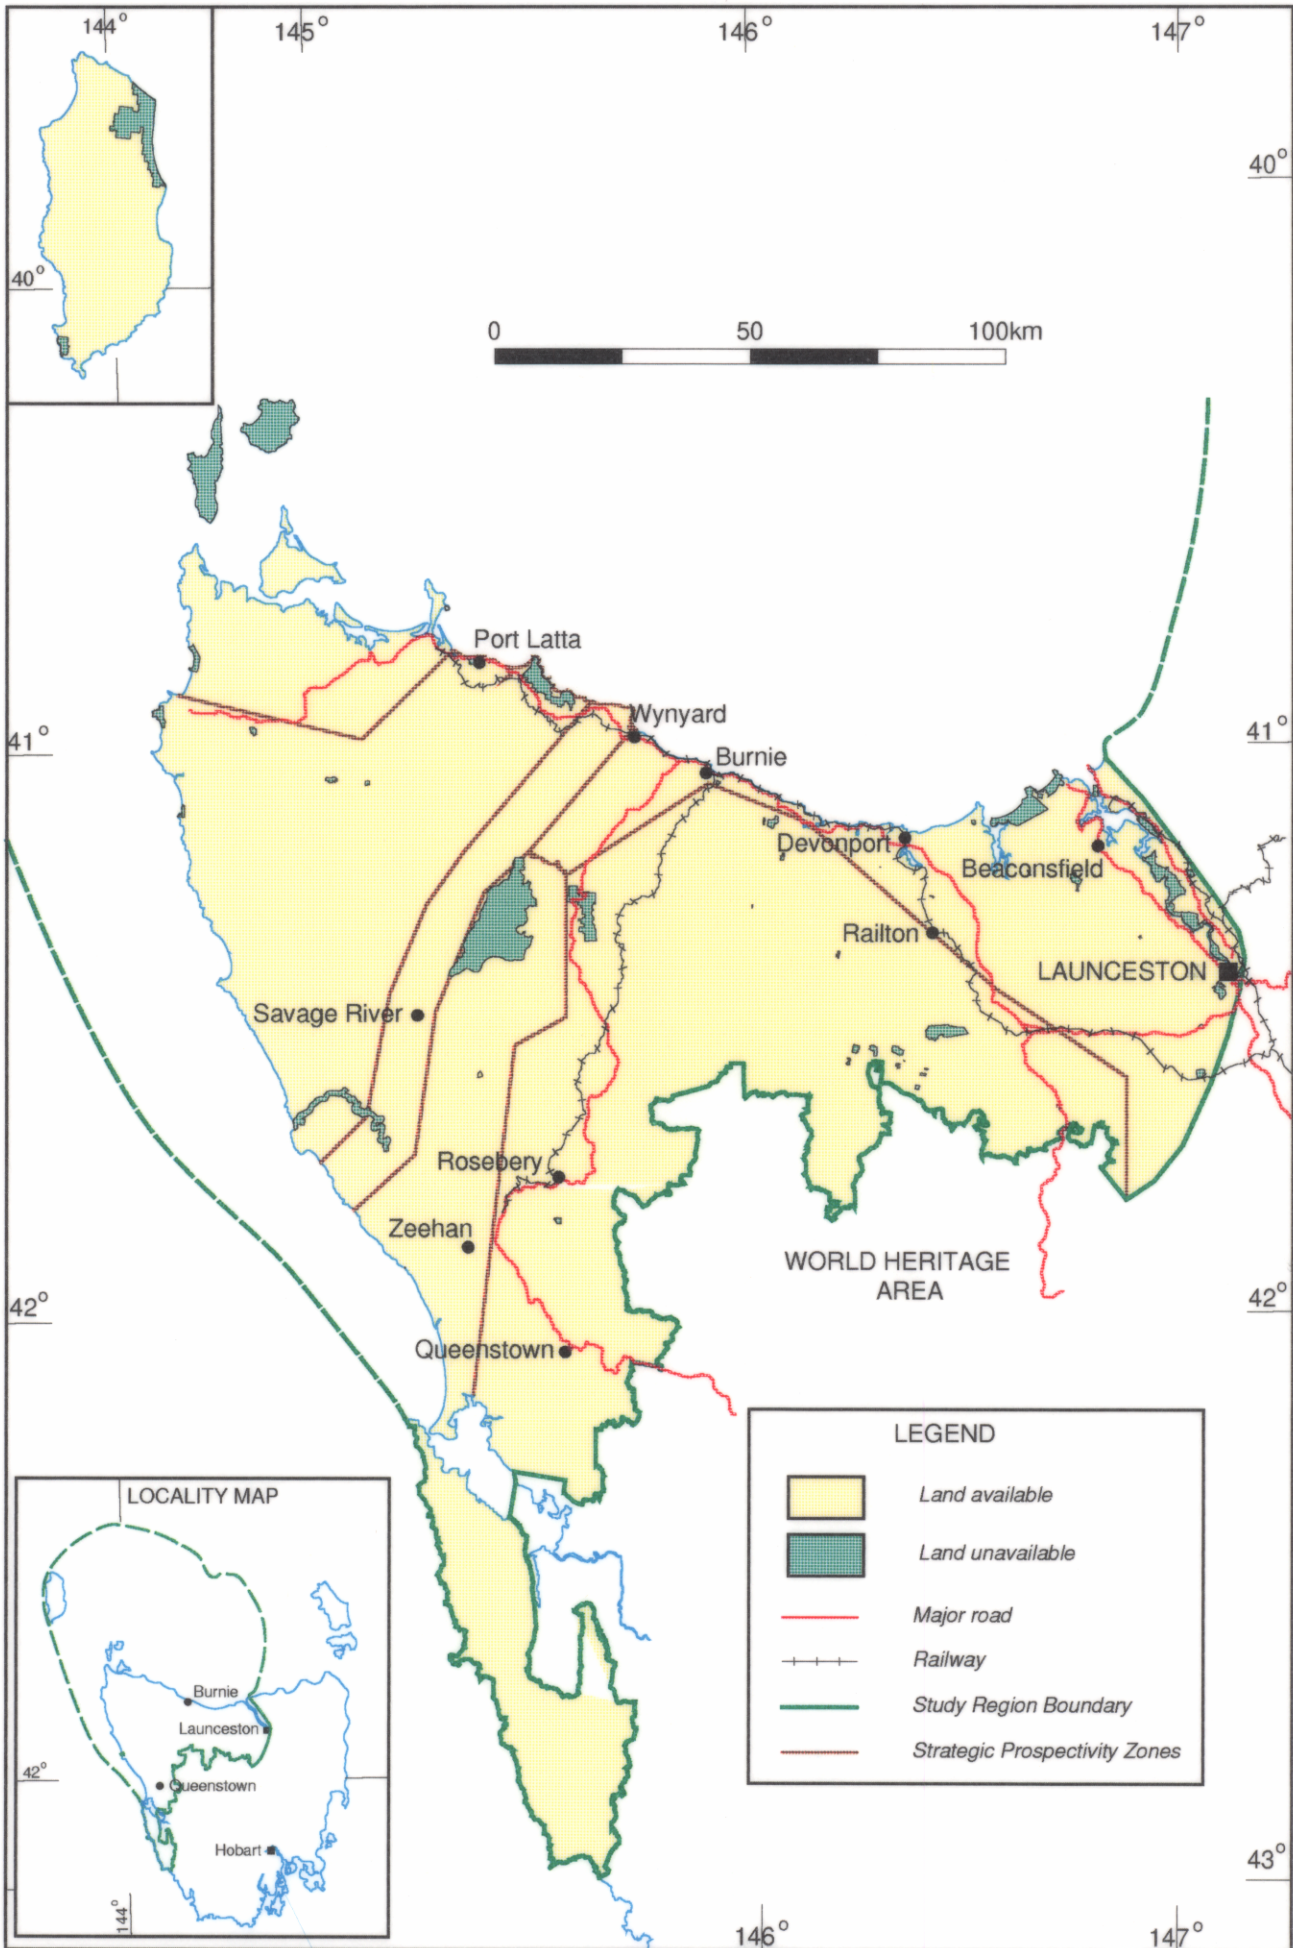 144°
145°
146°
147°
40°
40°
0 50 100km
Port Latta
Wynyard
41°
41°
Burnie
Devonport
Beaconsfield
Railton
LAUNCESTON
Savage River
Rosebery
Zeehan
WORLD HERITAGE
AREA
42°
42°
Queenstown
LEGEND
Land available
Land unavailable
Major road
Railway
Study Region Boundary
Strategic Prospectivity Zones
LOCALITY MAP
Burnie
Launceston
42°
Queenstown
Hobart
144°
43°
146°
147°